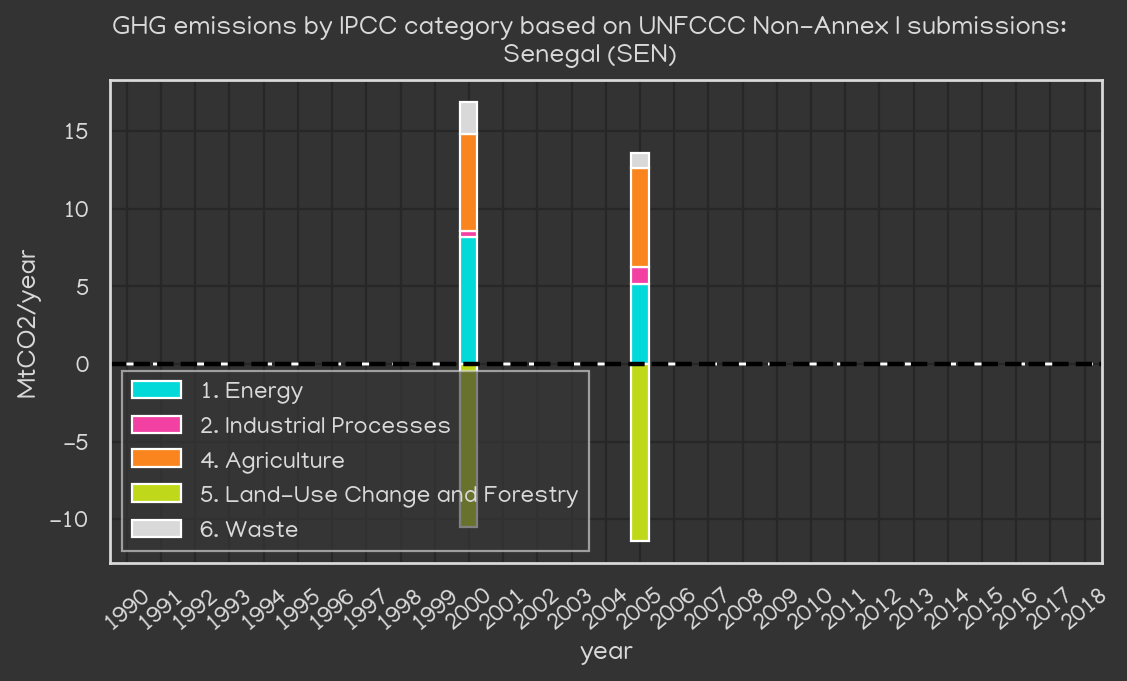 GHG emissions by IPCC category based on UNFCCC Non-Annex I submissions:
Senegal (SEN)
MtCO2/year
15
10
5
0
-5
-10
1. Energy
2. Industrial Processes
4. Agriculture
5. Land-Use Change and Forestry
6. Waste
1990 1991 1992 1993 1994 1995 1996 1997 1998 1999 2000 2001 2002 2003 2004 2005 2006 2007 2008 2009 2010 2011 2012 2013 2014 2015 2016 2017 2018
year